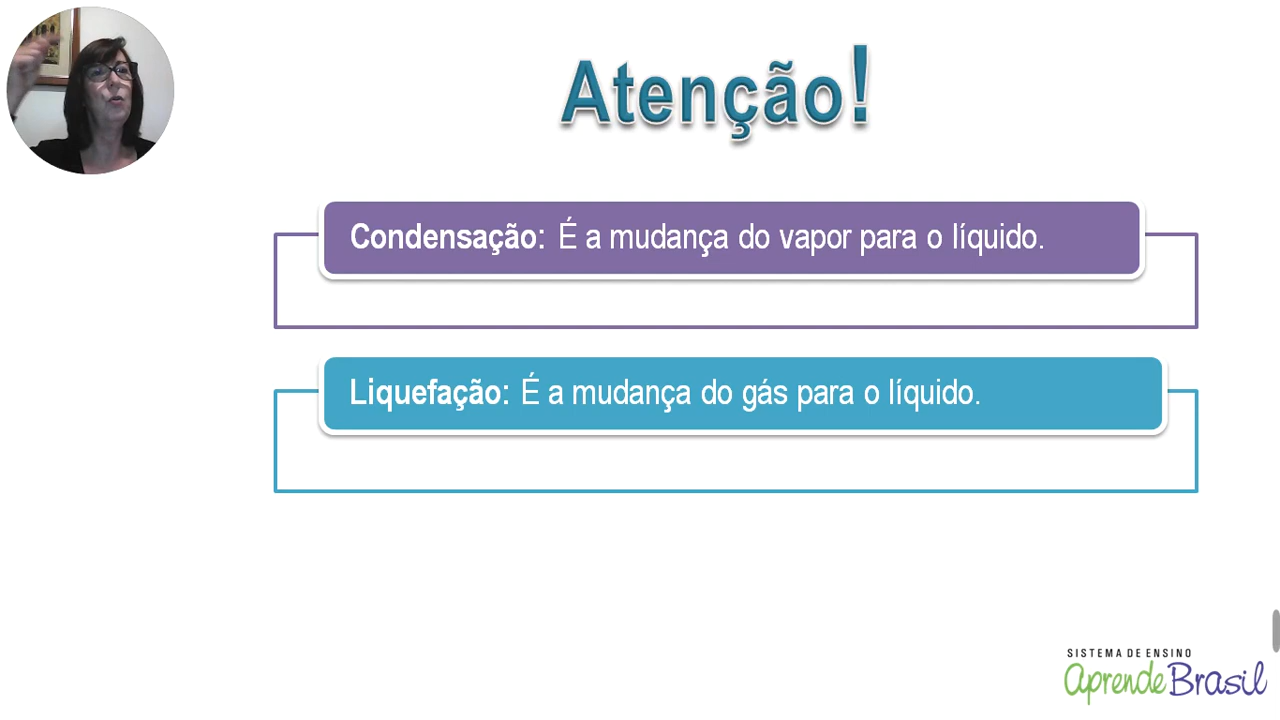 Atenção!
Condensação: É a mudança do vapor para o líquido.
Liquefação: É a mudança do gás para o líquido.
SISTEMA DE ENSINO
aprende Brasil